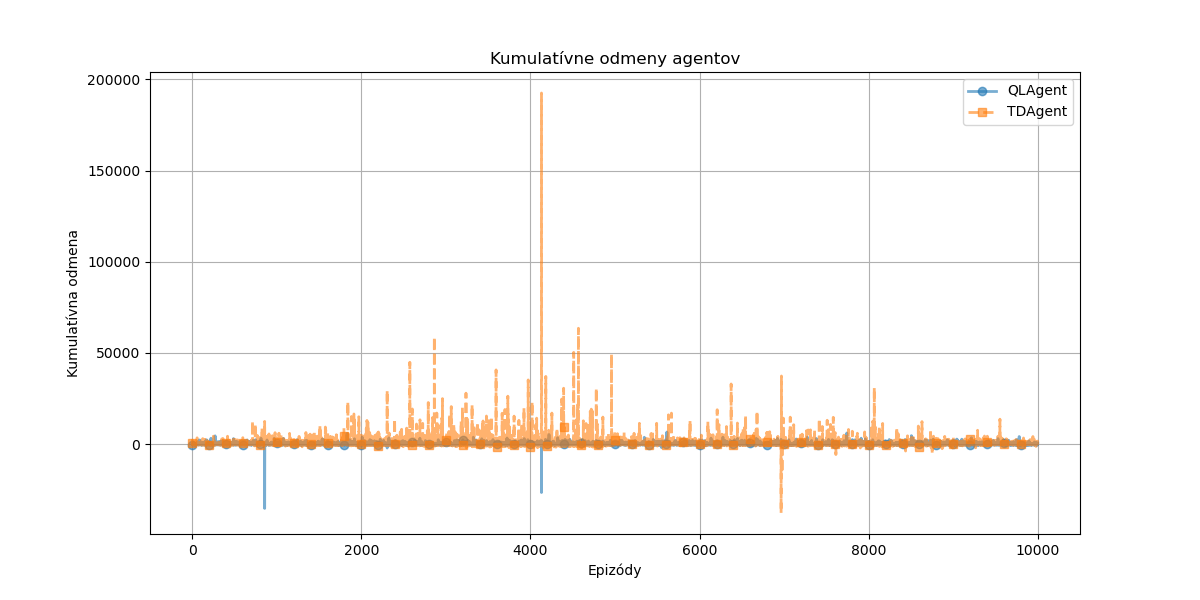 Kumulatívne odmeny agentov
200000
150000
100000
50000
0
Kumulatívna odmena
QLAgent
TDAgent
0 2000 4000 6000 8000 10000
Epizódy